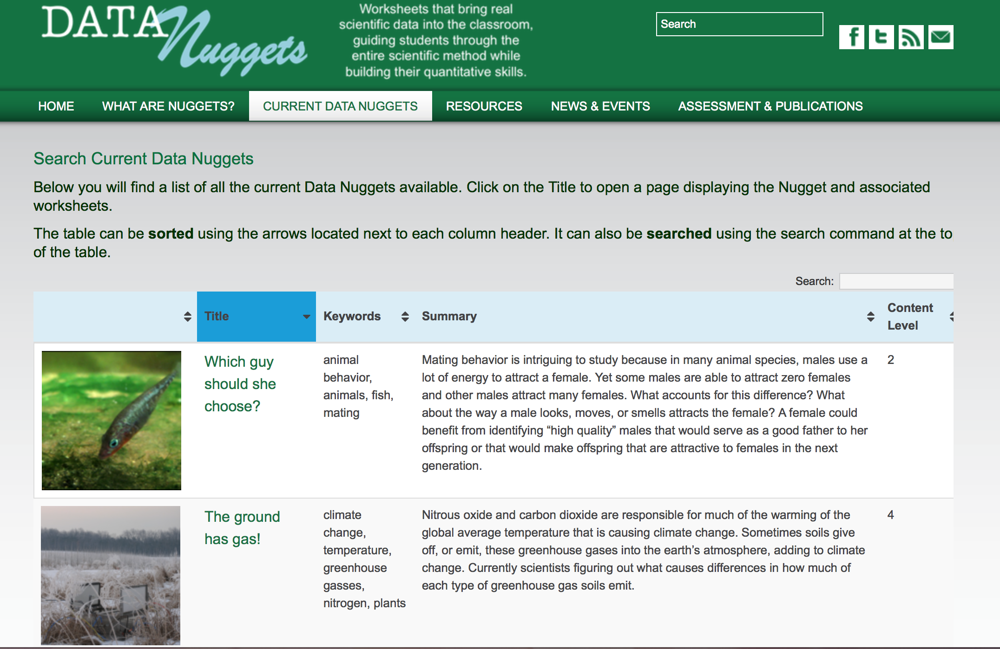 DATA Nuggets
Worksheets that bring real
scientific data into the classroom,
guiding students through the
entire scientific method while
building their quantitative skills.
Search
HOME WHAT ARE NUGGETS? CURRENT DATA NUGGETS RESOURCES NEWS & EVENTS ASSESSMENT & PUBLICATIONS
Search Current Data Nuggets
Below you will find a list of all the current Data Nuggets available. Click on the Title to open a page displaying the Nugget and associated
worksheets.
The table can be sorted using the arrows located next to each column header. It can also be searched using the search command at the to
of the table.
Search:
Title Keywords Summary Content
Level
Which guy
should she
choose?
animal
behavior,
animals, fish,
mating
Mating behavior is intriguing to study because in many animal species, males use a
lot of energy to attract a female. Yet some males are able to attract zero females
and other males attract many females. What accounts for this difference? What
about the way a male looks, moves, or smells attracts the female? A female could
benefit from identifying “high quality” males that would serve as a good father to her
offspring or that would make offspring that are attractive to females in the next
generation.
2
The ground
has gas!
climate
change,
temperature,
greenhouse
gasses,
nitrogen, plants
Nitrous oxide and carbon dioxide are responsible for much of the warming of the
global average temperature that is causing climate change. Sometimes soils give
off, or emit, these greenhouse gases into the earth’s atmosphere, adding to climate
change. Currently scientists figuring out what causes differences in how much of
each type of greenhouse gas soils emit.
4